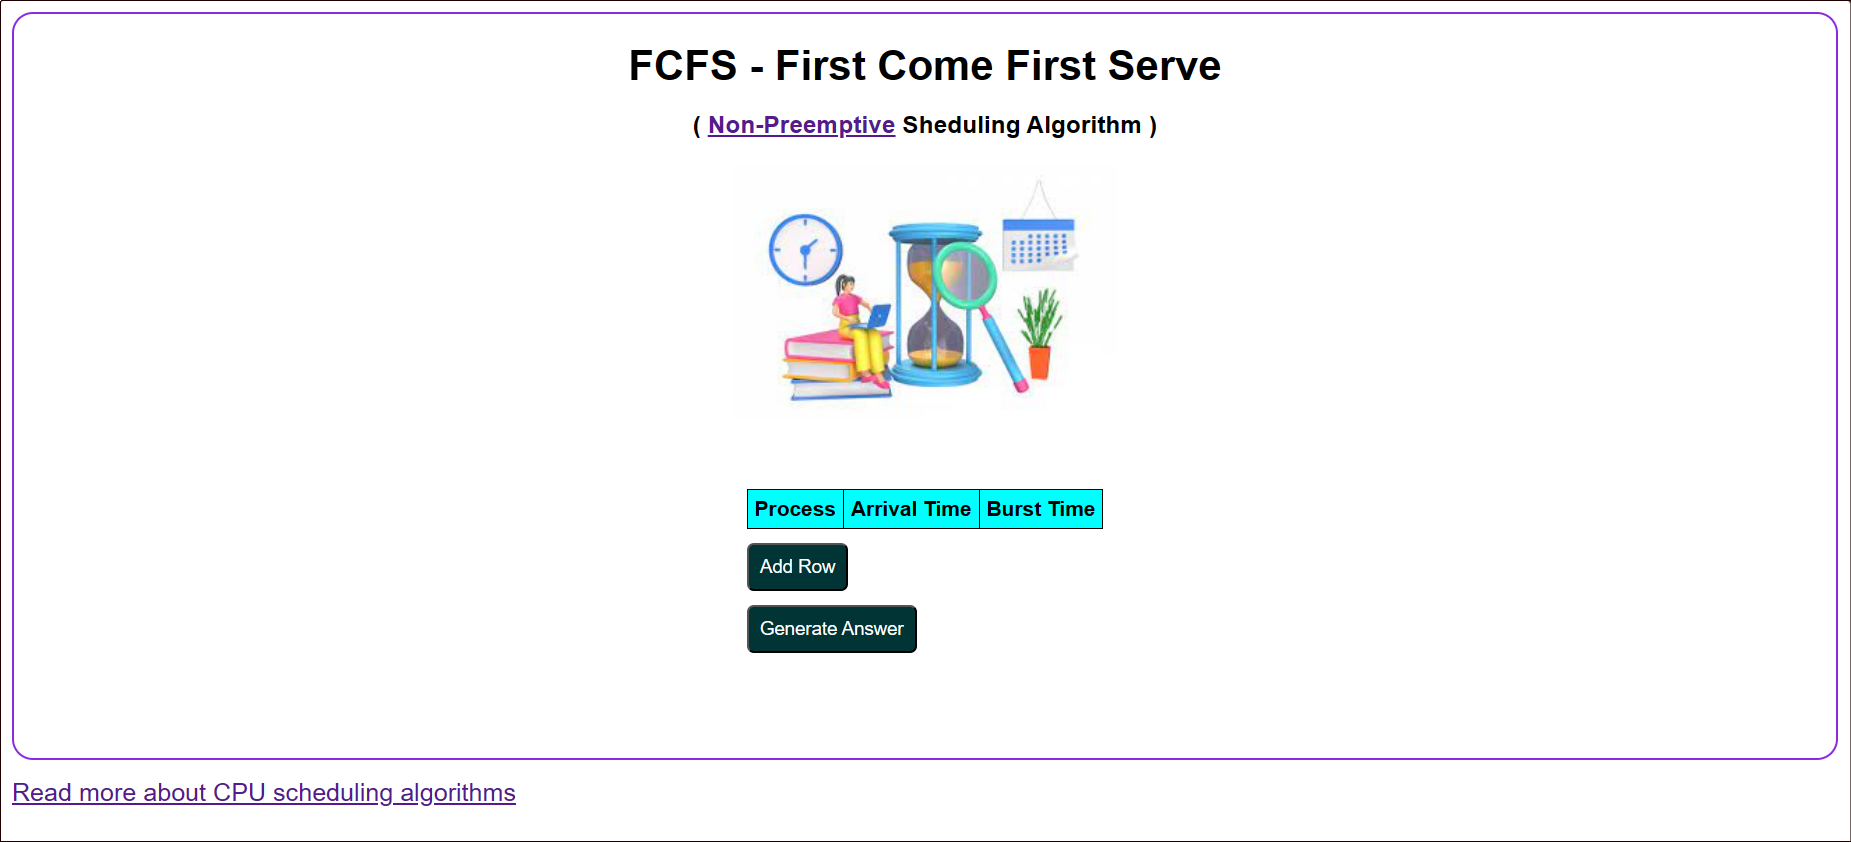 FCFS - First Come First Serve
( Non-Preemptive Sheduling Algorithm )
Process Arrival Time Burst Time
Add Row
Generate Answer
Read more about CPU scheduling algorithms